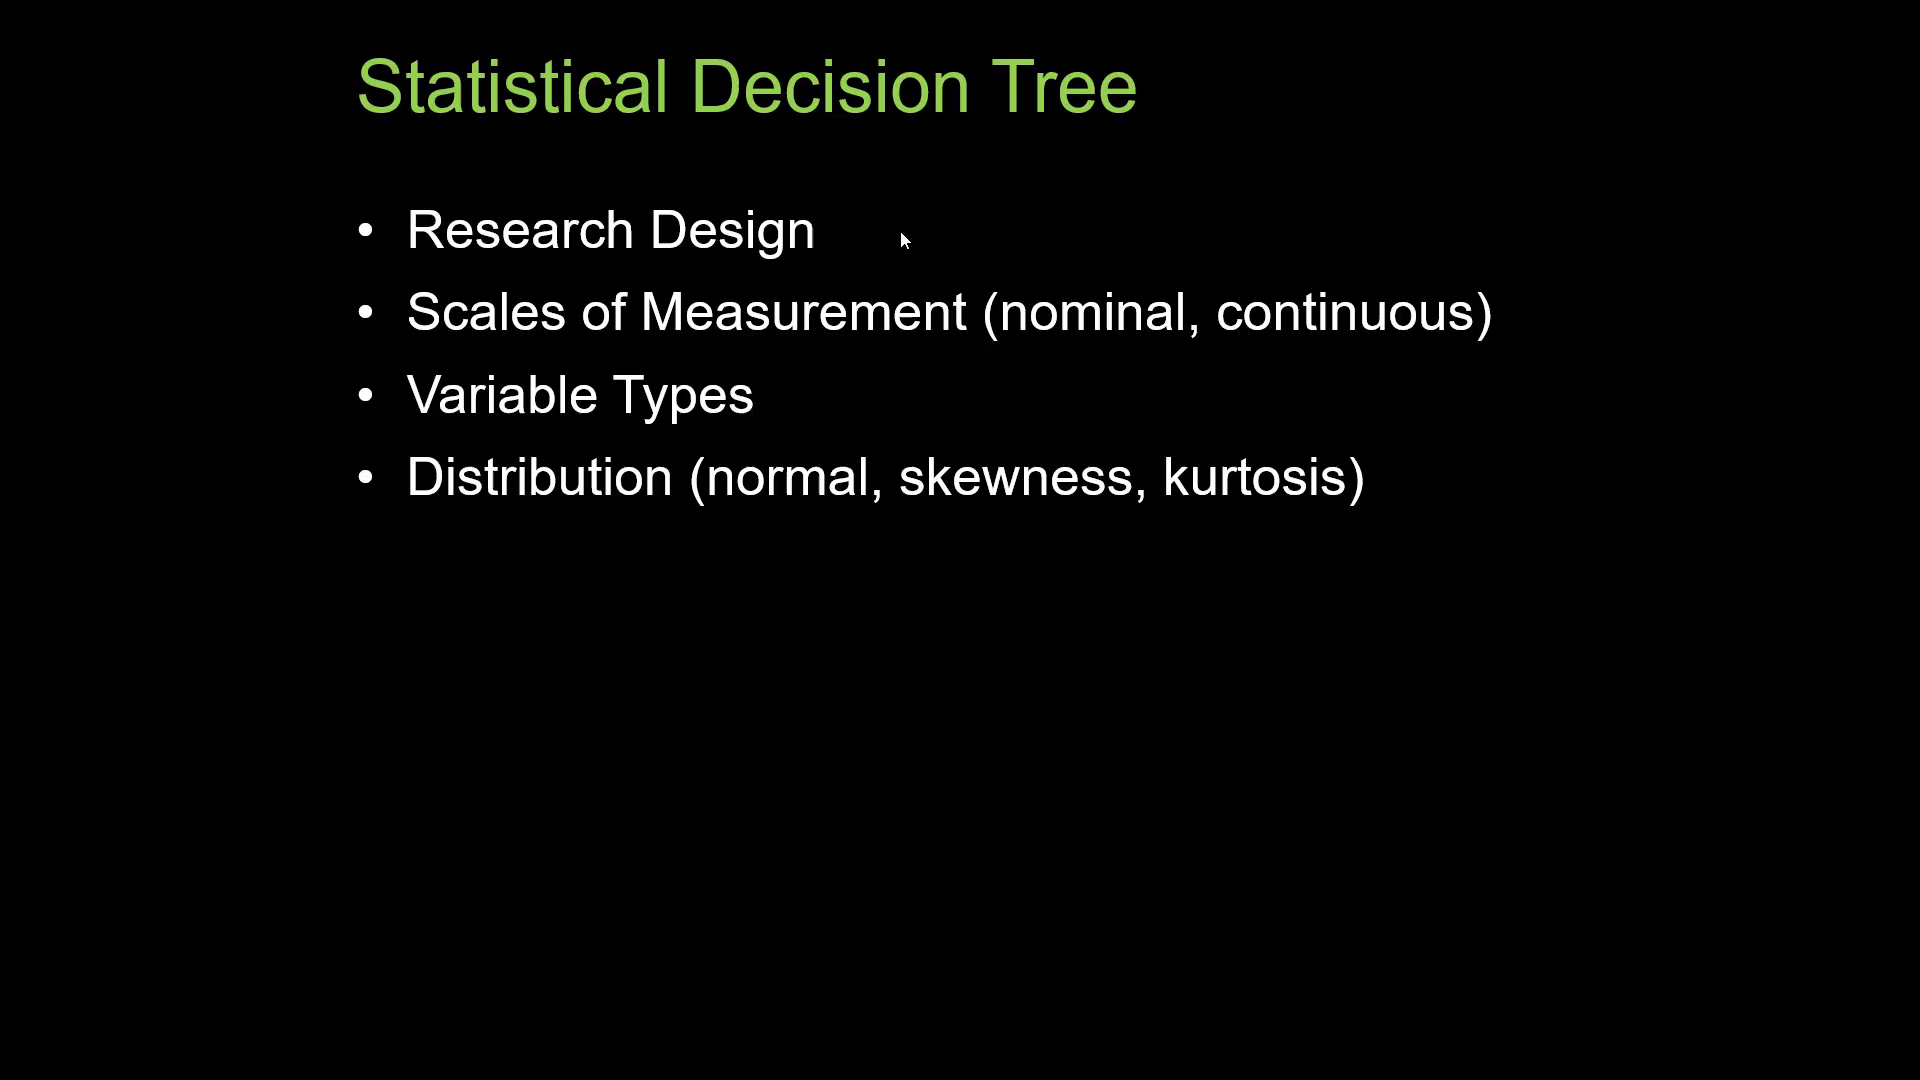 Statistical Decision Tree
• Research Design
• Scales of Measurement (nominal, continuous)
• Variable Types
• Distribution (normal, skewness, kurtosis)